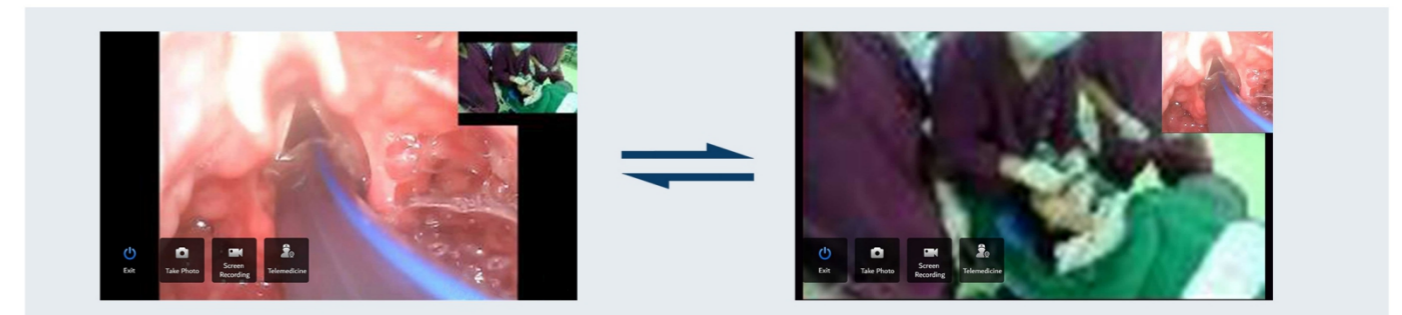 Exit
Take Photo
Screen
Recording
Telemedicine
Exit
Take Photo
Screen
Recording
Telemedicine